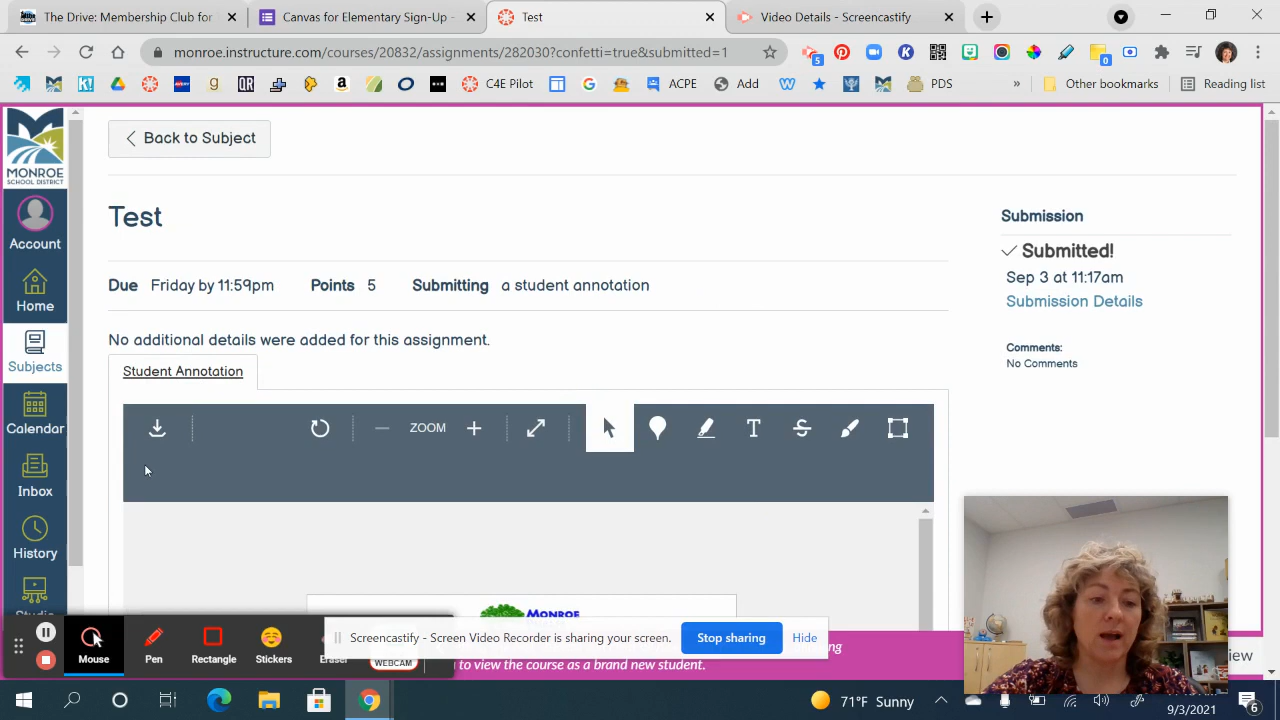 The Drive Membership Club for
Canvas for Elementary Sign-Up -
Test
Video Details - Screencastify
monroe.instructure.com/courses/20832/assignments/282030?confetti=true&submitted=1
C4E Pilot
ACPE
Add
PDS
Other bookmarks
Reading list
MONROE
SCHOOL DISTRICT
Account
Home
Subjects
Calendar
Inbox
History
Back to Subject
Test
Due Friday by 11:59pm Points 5 Submitting a student annotation
No additional details were added for this assignment.
Student Annotation
ZOOM
MONROE
Submission
Submitted!
Sep 3 at 11:17am
Submission Details
Comments:
No Comments
Mouse
Pen
Rectangle
Stickers
Eraser
WEBCAM
Screencastify - Screen Video Recorder is sharing your screen.
Stop sharing
Hide
to view the course as a brand new student.
71°F Sunny
9/3/2021
6